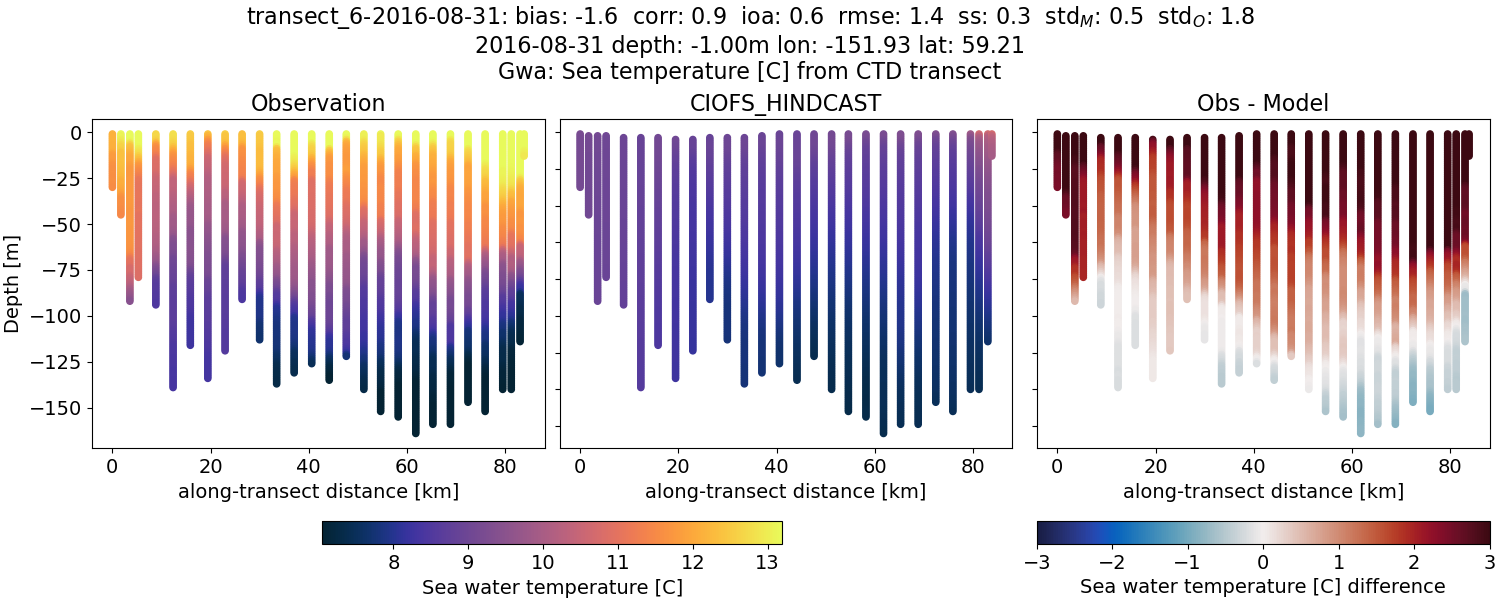 transect_6-2016-08-31: bias: -1.6  corr: 0.9  ioa: 0.6  rmse: 1.4  ss: 0.3  std_M: 0.5  std_O: 1.8
2016-08-31 depth: -1.00m lon: -151.93 lat: 59.21
Gwa: Sea temperature [C] from CTD transect
Observation
CIOFS_HINDCAST
Obs - Model
Depth [m]
0
−25
−50
−75
−100
−125
−150
0 20 40 60 80
0 20 40 60 80
0 20 40 60 80
along-transect distance [km]
along-transect distance [km]
along-transect distance [km]
8 9 10 11 12 13
Sea water temperature [C]
−3 −2 −1 0 1 2 3
Sea water temperature [C] difference